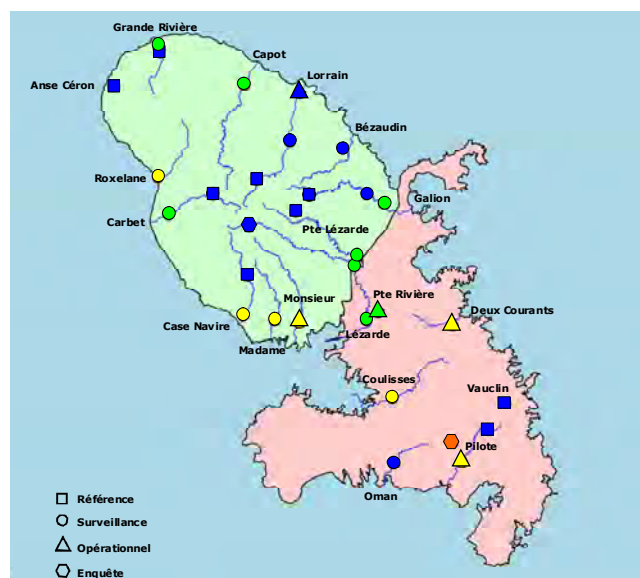 Grande Rivière
Capot
Lorrain
Anse Céron
Bézaudin
Roxelane
Galion
Carbet
Pte Lézarde
Monsieur
Pte Rivière
Deux Courants
Case Navire
Lézarde
Madame
Coulisses
Vauclin
Pilote
Oman
Référence
Surveillance
Opérationnel
Enquête